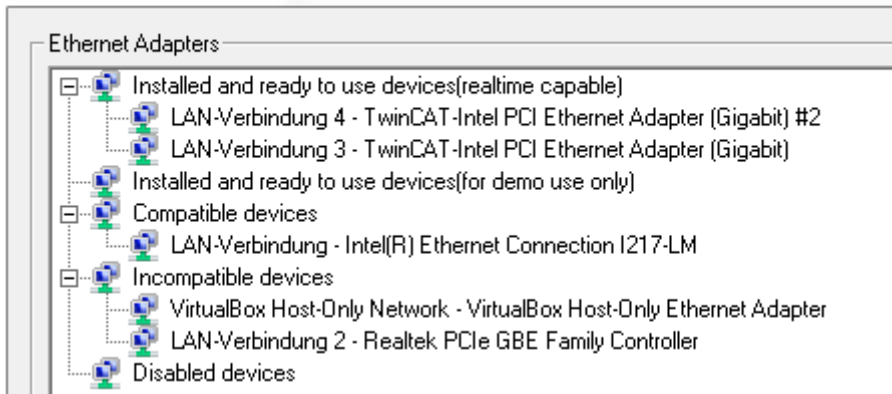 Ethernet Adapters
Installed and ready to use devices(realtime capable)
LAN-Verbindung 4 - TwinCAT-Intel PCI Ethernet Adapter (Gigabit) #2
LAN-Verbindung 3 - TwinCAT-Intel PCI Ethernet Adapter (Gigabit)
Installed and ready to use devices(for demo use only)
Compatible devices
LAN-Verbindung - Intel(R) Ethernet Connection I217-LM
Incompatible devices
VirtualBox Host-Only Network - VirtualBox Host-Only Ethernet Adapter
LAN-Verbindung 2 - Realtek PCIe GBE Family Controller
Disabled devices